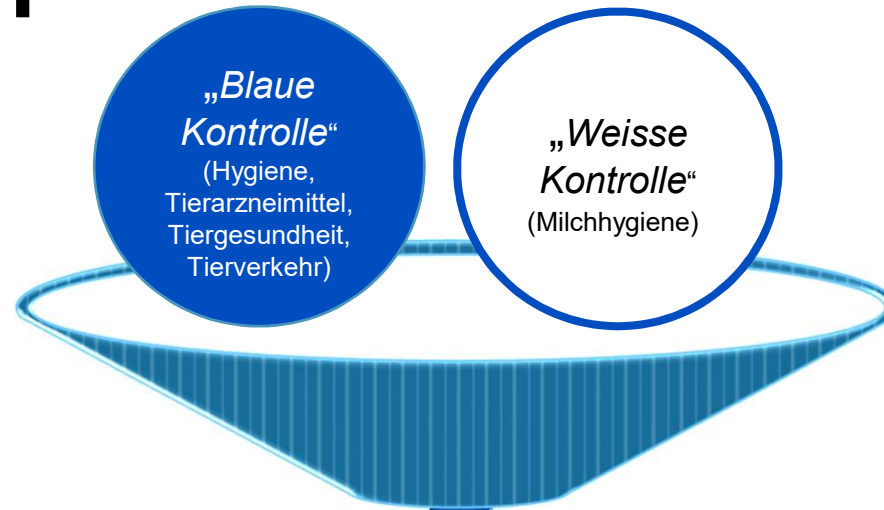 „Blaue
Kontrolle“
(Hygiene,
Tierarzneimittel,
Tiergesundheit,
Tierverkehr)
„Weisse
Kontrolle“
(Milchhygiene)